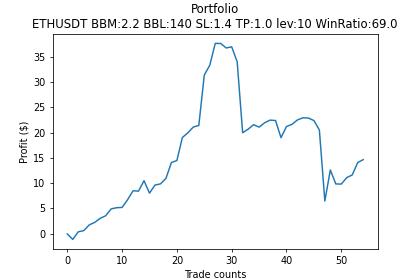 Portfolio
ETHUSDT BBM:2.2 BBL:140 SL:1.4 TP:1.0 lev:10 WinRatio:69.0
35
30
25
20
15
10
5
0
Profit ($)
0 10 20 30 40 50
Trade counts